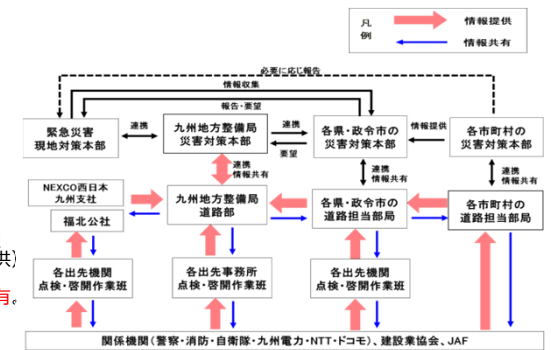 凡
例
情報提供
情報共有
必要に応じ報告
情報収集
報告・要望
緊急災害
現地対策本部
連携
九州地方整備局
災害対策本部
連携
要望
各県・政令市の
災害対策本部
情報提供
各市町村の
災害対策本部
連携
情報共有
連携
情報共有
連携
情報共有
NEXCO西日本
九州支社
福北公社
九州地方整備局
道路部
各県・政令市の
道路担当部局
各市町村の
道路担当部局
供)
有。
各出先機関
点検・啓開作業班
各出先事務所
点検・啓開作業班
各出先機関
点検・啓開作業班
関係機関(警察・消防・自衛隊・九州電力・NTT・ドコモ)、建設業協会、JAF